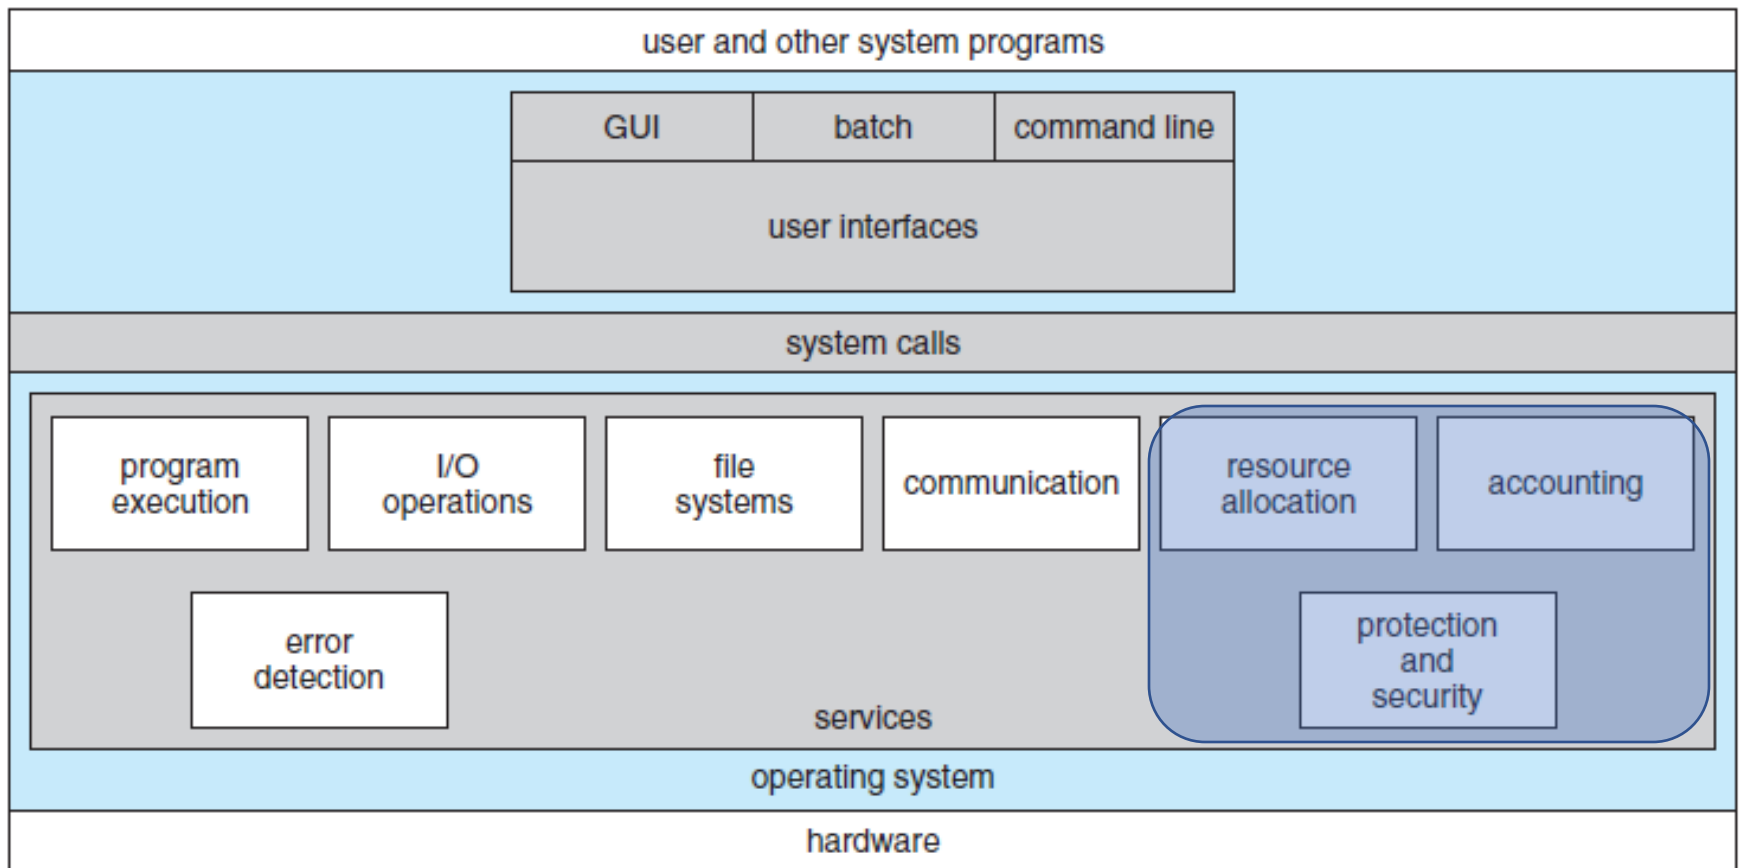 user and other system programs
GUI
batch
command line
user interfaces
system calls
program
execution
I/O
operations
file
systems
communication
resource
allocation
accounting
error
detection
protection
and
security
services
operating system
hardware